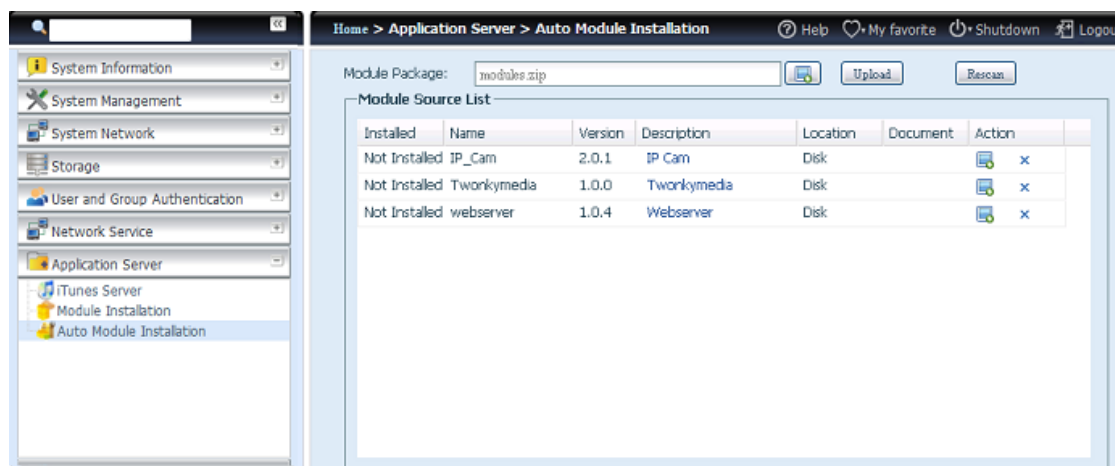 Home > Application Server > Auto Module Installation
Help
My favorite
Shutdown
Logou
System Information
System Management
System Network
Storage
User and Group Authentication
Network Service
Application Server
iTunes Server
Module Installation
Auto Module Installation
Module Package: modules.zip Upload Rescan
Module Source List
Installed Name Version Description Location Document Action
Not Installed IP_Cam 2.0.1 IP Cam Disk
Not Installed Twonkymedia 1.0.0 Twonkymedia Disk
Not Installed webserver 1.0.4 Webserver Disk